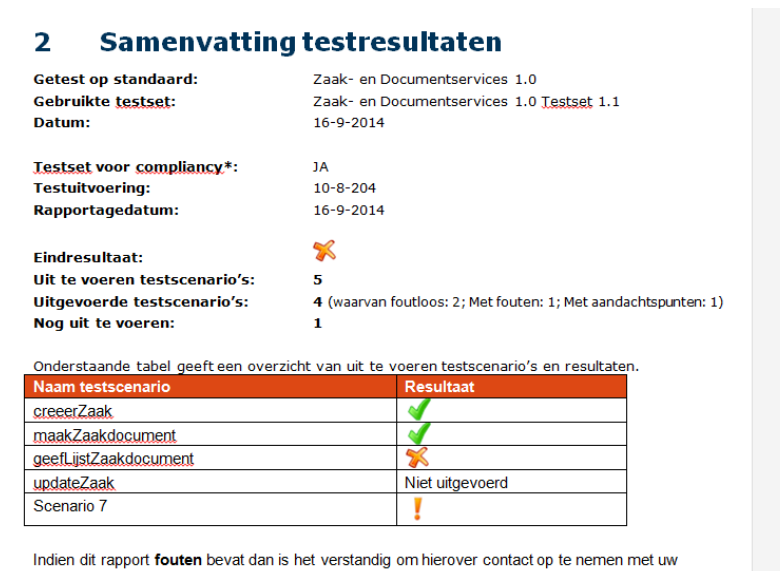 2 Samenvatting testresultaten
Getest op standaard: Zaak- en Documentservices 1.0
Gebruikte testset: Zaak- en Documentservices 1.0 Testset 1.1
Datum: 16-9-2014
Testset voor compliancy*: JA
Testuitvoering: 10-8-204
Rapportagedatum: 16-9-2014
Eindresultaat:
Uit te voeren testscenario's: 5
Uitgevoerde testscenario's: 4 (waarvan foutloos: 2; Met fouten: 1; Met aandachtspunten: 1)
Nog uit te voeren: 1
Onderstaande tabel geeft een overzicht van uit te voeren testscenario's en resultaten.
Naam testscenario Resultaat
creeerZaak
maakZaakdocument
geefLijstZaakdocument
updateZaak Niet uitgevoerd
Scenario 7
Indien dit rapport fouten bevat dan is het verstandig om hierover contact op te nemen met uw